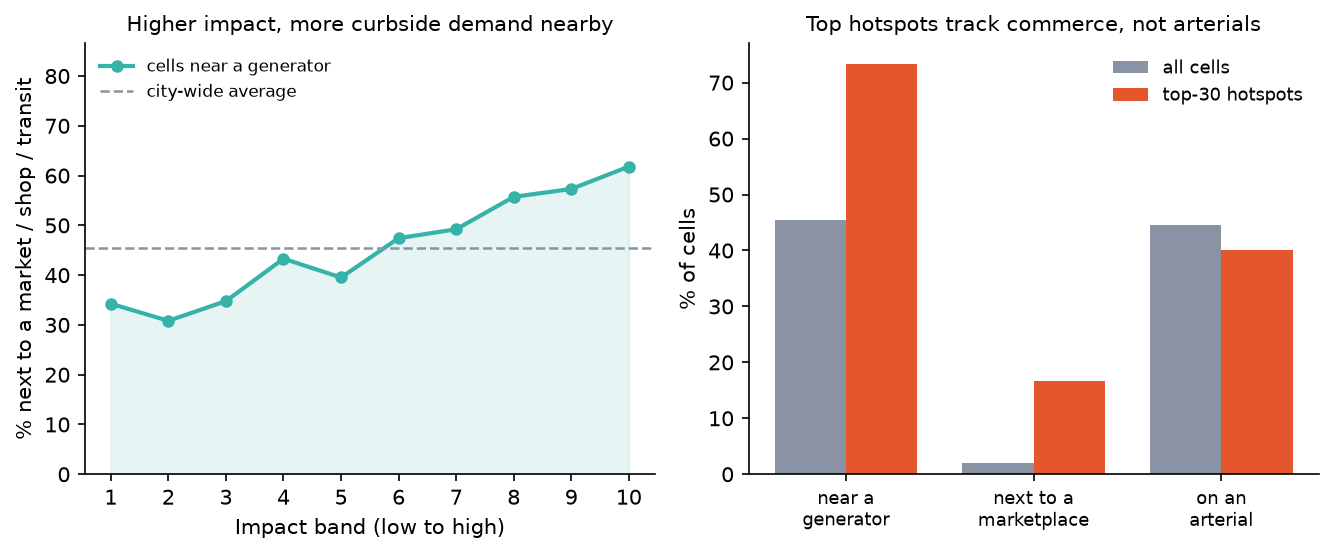 Higher impact, more curbside demand nearby
cells near a generator
city-wide average
% next to a market / shop / transit
80
70
60
50
40
30
20
10
0
1 2 3 4 5 6 7 8 9 10
Impact band (low to high)
Top hotspots track commerce, not arterials
all cells
top-30 hotspots
% of cells
70
60
50
40
30
20
10
0
near a
generator
next to a
marketplace
on an
arterial